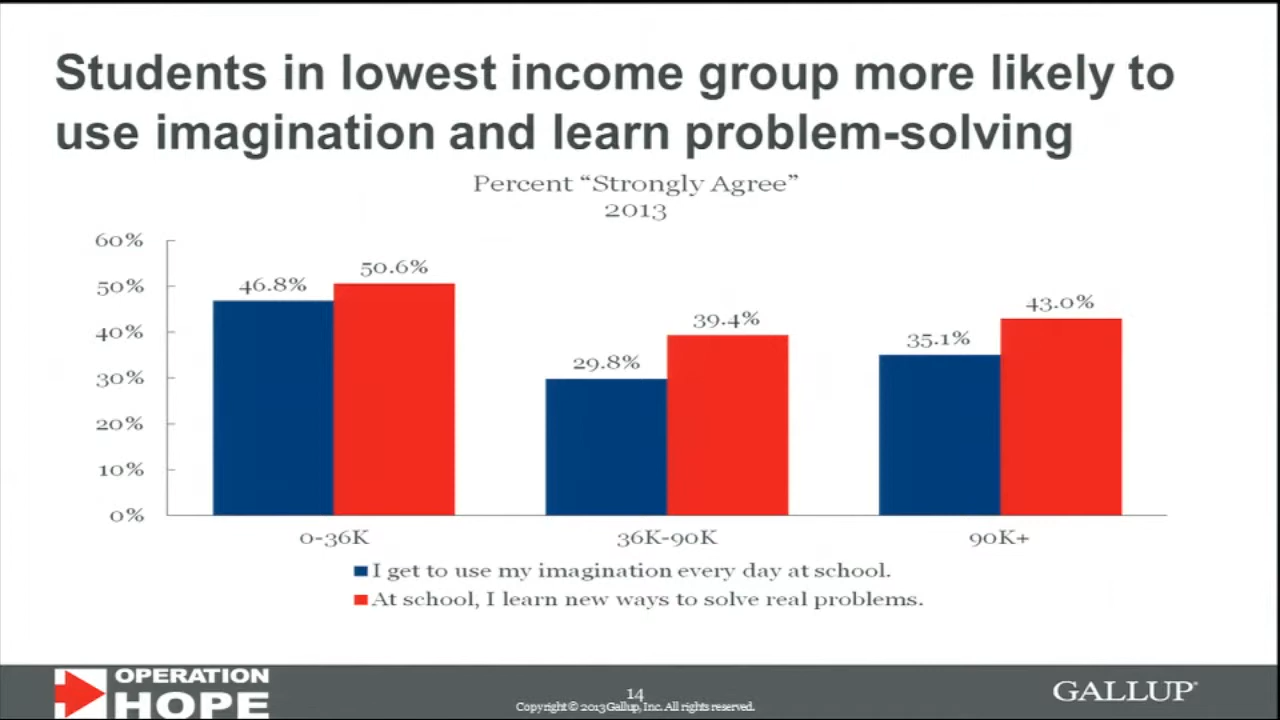 Students in lowest income group more likely to
use imagination and learn problem-solving
Percent “Strongly Agree”
2013
60%
50%
40%
30%
20%
10%
0%
46.8%
50.6%
29.8%
39.4%
35.1%
43.0%
0-36K
36K-90K
90K+
I get to use my imagination every day at school.
At school, I learn new ways to solve real problems.
OPERATION
HOPE
14
Copyright © 2013 Gallup, Inc. All rights reserved.
GALLUP®